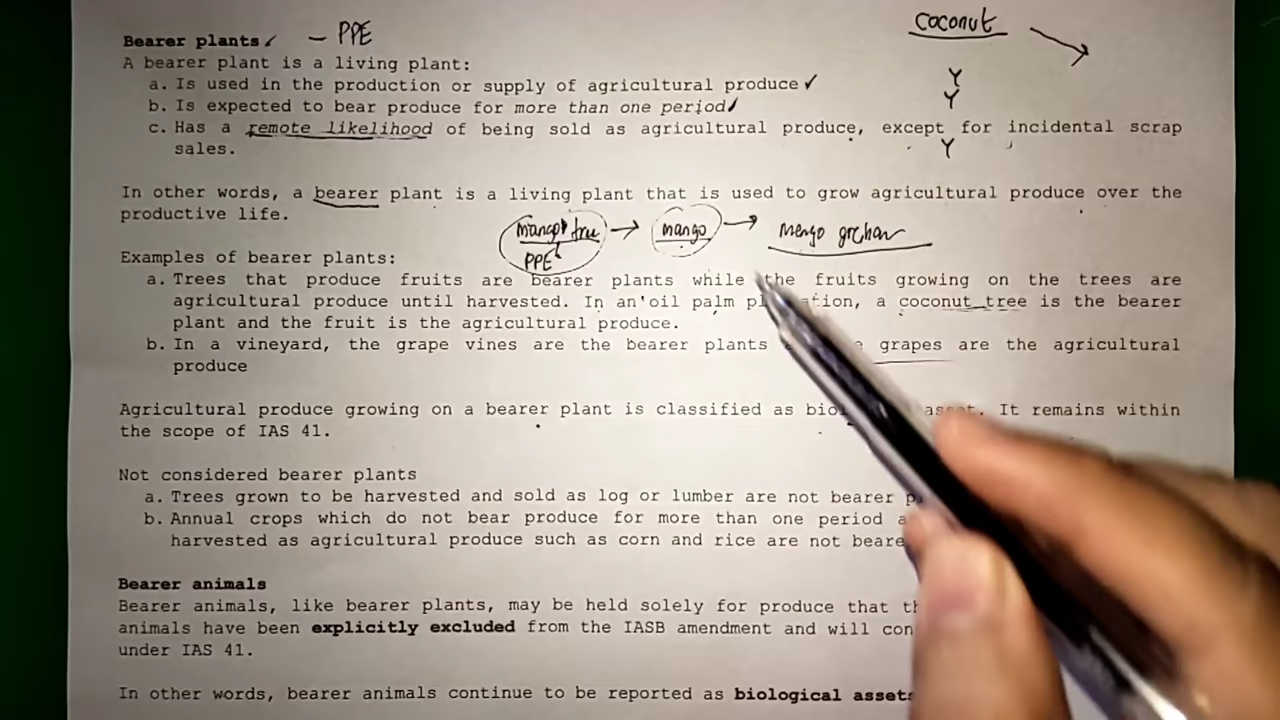 Bearer plants ✓ - PPE
coconut
A bearer plant is a living plant:
a. Is used in the production or supply of agricultural produce ✓
Y
b. Is expected to bear produce for more than one period ✓
Y
c. Has a remote likelihood of being sold as agricultural produce, except for incidental scrap
sales.
Y
In other words, a bearer plant is a living plant that is used to grow agricultural produce over the
productive life.
mango tree → mango → mango
PPE
Examples of bearer plants:
a. Trees that produce fruits are bearer plants while the fruits growing on the trees are
agricultural produce until harvested. In an oil palm, a coconut tree is the bearer
plant and the fruit is the agricultural produce.
b. In a vineyard, the grape vines are the bearer plants grapes are the agricultural
produce
Agricultural produce growing on a bearer plant is classified as asset. It remains within
the scope of IAS 41.
Not considered bearer plants
a. Trees grown to be harvested and sold as log or lumber are not bearer
b. Annual crops which do not bear produce for more than one period
harvested as agricultural produce such as corn and rice are not
Bearer animals
Bearer animals, like bearer plants, may be held solely for produce that
animals have been explicitly excluded from the IASB amendment and will
under IAS 41.
In other words, bearer animals continue to be reported as biological assets